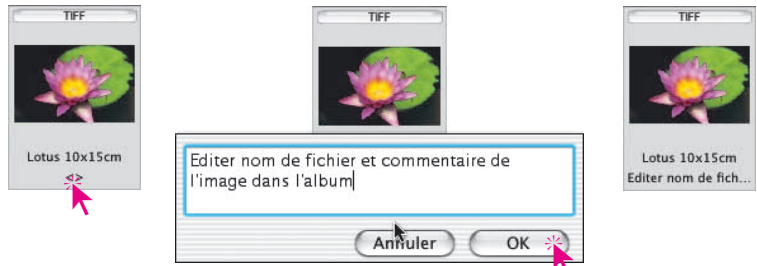 TIFF
Lotus 10x15cm
<>
TIFF
Editer nom de fichier et commentaire de
l'image dans l'album
Annuler
OK
TIFF
Lotus 10x15cm
Editer nom de fich...